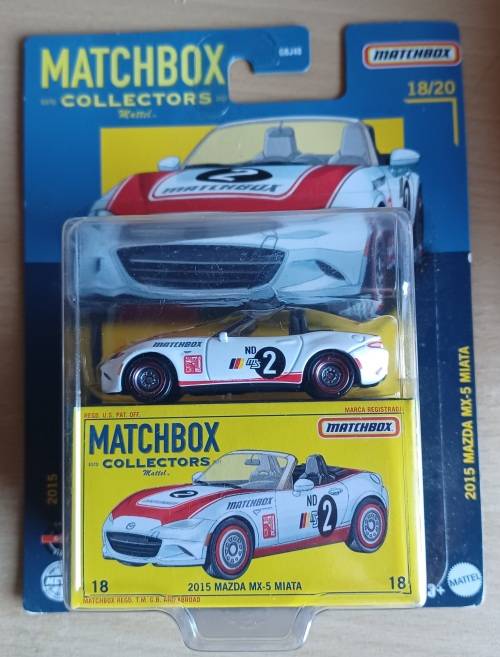 MATCHBOX
COLLECTORS
Mattel
GBJ48
MATCHBOX
18/20
2
MATCHBOX
MATCHBOX
ND
2
REGD. U.S. PAT. OFF.
MARCA REGISTRADA
MATCHBOX
COLLECTORS
Mattel
MATCHBOX
MATCHBOX
ND
2
18
2015 MAZDA MX-5 MIATA
18
MATCHBOX REGD. T.M. G.B. AND ABROAD
2015 MAZDA MX-5 MIATA
2015
3+
MATTEL